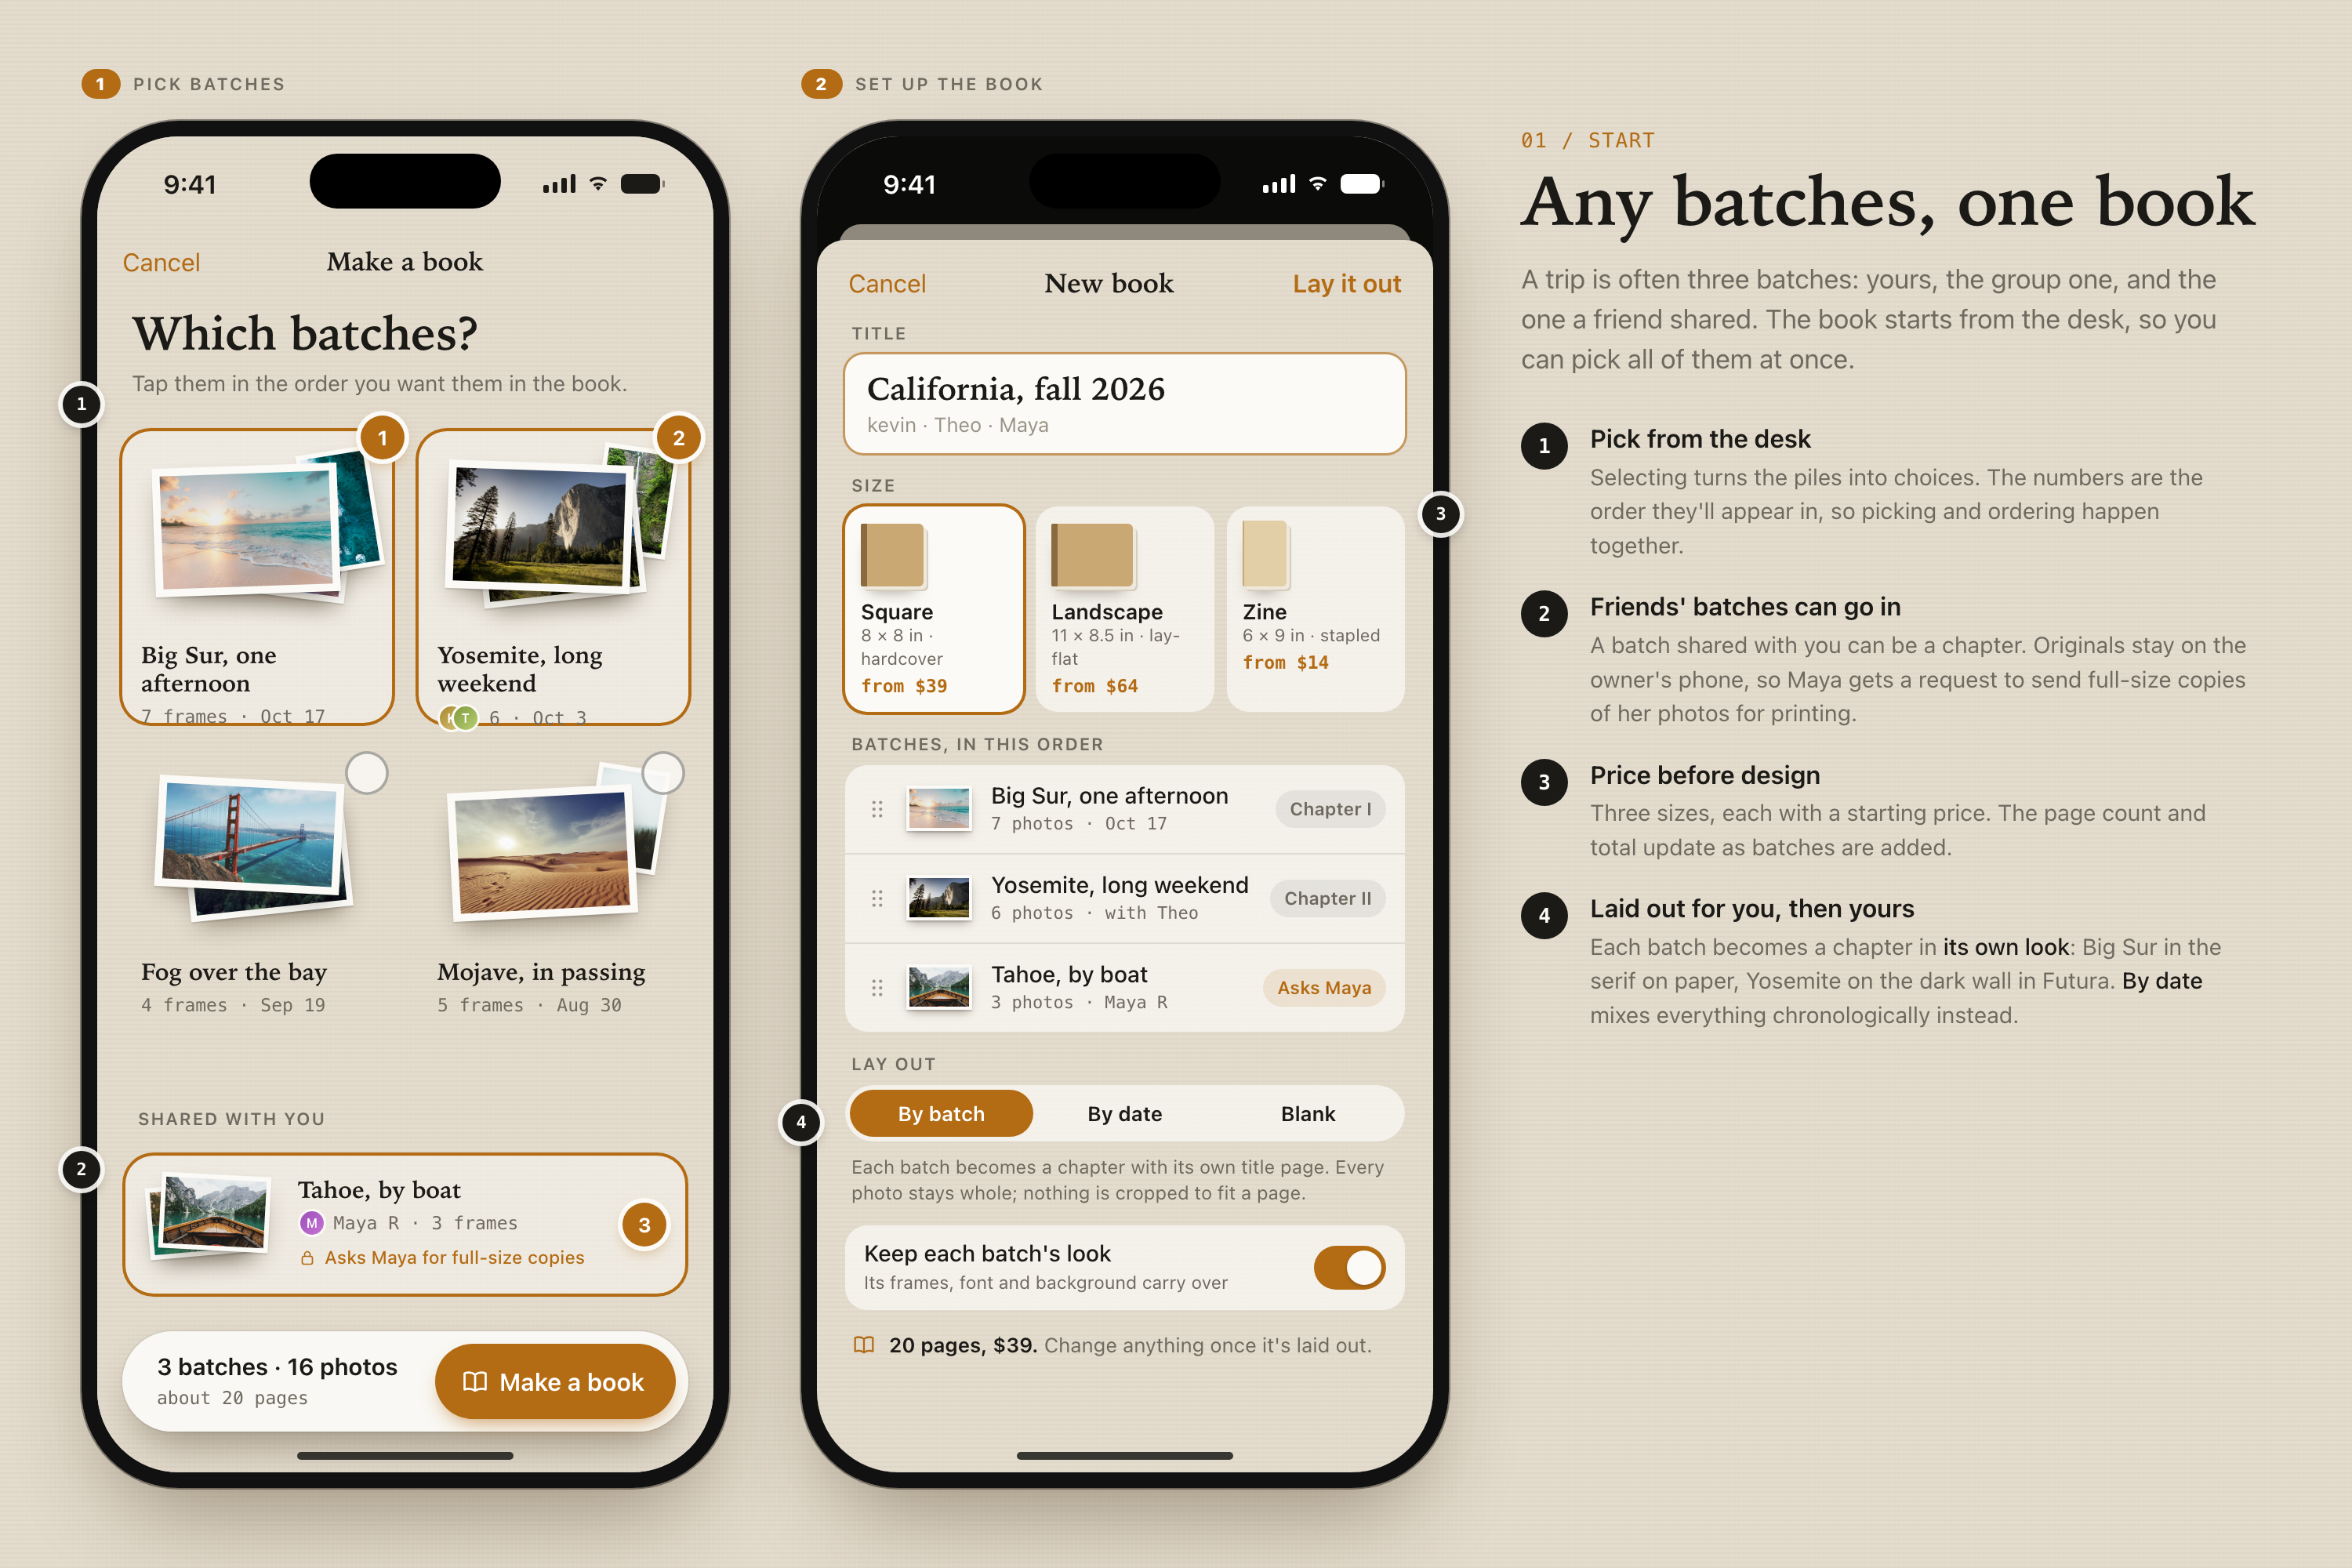 1 PICK BATCHES
9:41
Cancel
Make a book
Which batches?
Tap them in the order you want them in the book.
1
1
2
Big Sur, one
afternoon
7 frames · Oct 17
Yosemite, long
weekend
T 6 · Oct 3
Fog over the bay
4 frames · Sep 19
Mojave, in passing
5 frames · Aug 30
SHARED WITH YOU
2
Tahoe, by boat
M Maya R · 3 frames
Asks Maya for full-size copies
3
3 batches · 16 photos
about 20 pages
Make a book
2 SET UP THE BOOK
9:41
Cancel
New book
Lay it out
TITLE
California, fall 2026
kevin · Theo · Maya
SIZE
3
Square
8 × 8 in ·
hardcover
from $39
Landscape
11 × 8.5 in · lay-
flat
from $64
Zine
6 × 9 in · stapled
from $14
BATCHES, IN THIS ORDER
Big Sur, one afternoon
7 photos · Oct 17
Chapter I
Yosemite, long weekend
6 photos · with Theo
Chapter II
Tahoe, by boat
3 photos · Maya R
Asks Maya
LAY OUT
4
By batch
By date
Blank
Each batch becomes a chapter with its own title page. Every
photo stays whole; nothing is cropped to fit a page.
Keep each batch's look
Its frames, font and background carry over
20 pages, $39. Change anything once it's laid out.
01 / START
Any batches, one book
A trip is often three batches: yours, the group one, and the
one a friend shared. The book starts from the desk, so you
can pick all of them at once.
1
Pick from the desk
Selecting turns the piles into choices. The numbers are the
order they'll appear in, so picking and ordering happen
together.
2
Friends' batches can go in
A batch shared with you can be a chapter. Originals stay on the
owner's phone, so Maya gets a request to send full-size copies
of her photos for printing.
3
Price before design
Three sizes, each with a starting price. The page count and
total update as batches are added.
4
Laid out for you, then yours
Each batch becomes a chapter in its own look: Big Sur in the
serif on paper, Yosemite on the dark wall in Futura. By date
mixes everything chronologically instead.